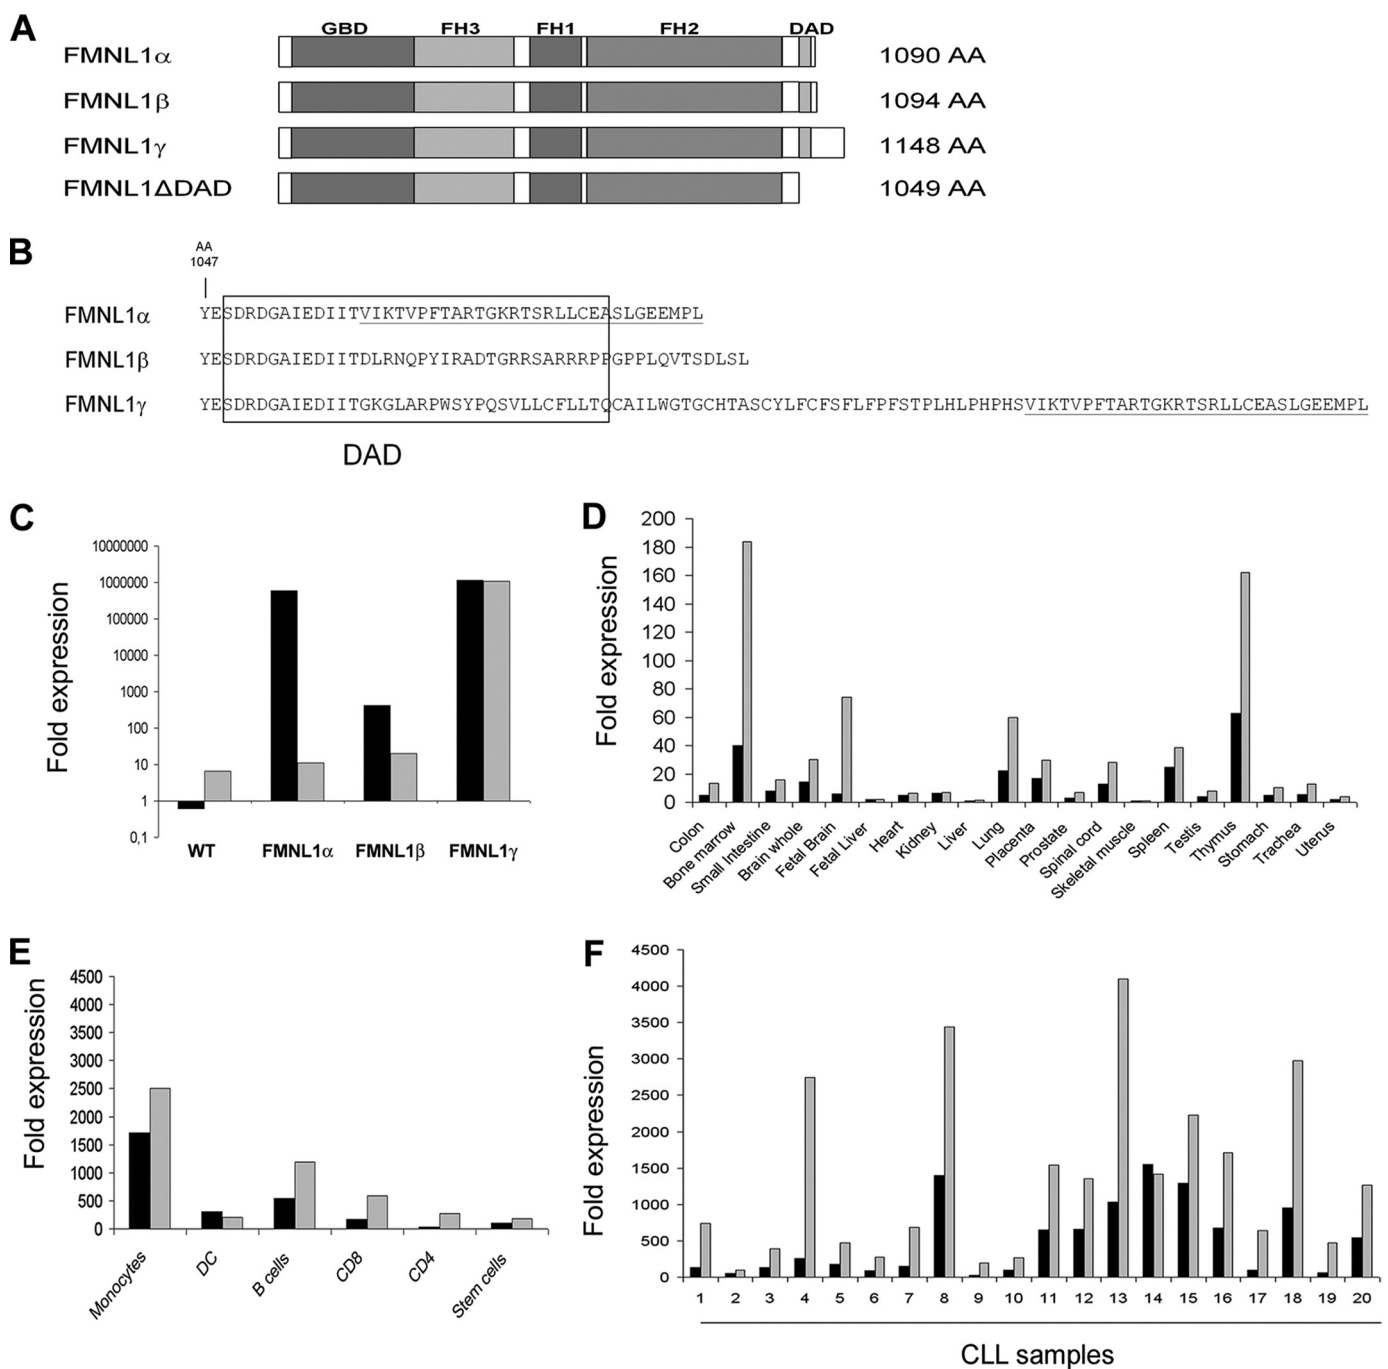 A
GBD FH3 FH1 FH2 DAD
FMNL1α 1090 AA
FMNL1β 1094 AA
FMNL1γ 1148 AA
FMNL1ΔDAD 1049 AA
B
AA
1047
FMNL1α YESDRDGAIEDIITVIKTVPFTARTGKRTSRLLCEASLGEEMPL
FMNL1β YESDRDGAIEDIITDLRNQPYIRADTGRRSARRRPPGPPLQVTSDLSL
FMNL1γ YESDRDGAIEDIITGKGLARPWSYPQSVLLCFLLTQCAILWGTGCHTASCYLFCFSFLFPFSTPLHLPHPHSVIKTVPFTARTGKRTSRLLCEASLGEEMPL
DAD
C
Fold expression
10000000
1000000
100000
10000
1000
100
10
1
0,1
WT FMNL1α FMNL1β FMNL1γ
D
Fold expression
200
180
160
140
120
100
80
60
40
20
0
Colon Bone marrow Small Intestine Brain whole Fetal Brain Fetal Liver Heart Kidney Liver Lung Placenta Prostate Spinal cord Skeletal muscle Spleen Testis Thymus Stomach Trachea Uterus
E
Fold expression
4500
4000
3500
3000
2500
2000
1500
1000
500
0
Monocytes DC B cells CD8 CD4 Stem cells
F
Fold expression
4500
4000
3500
3000
2500
2000
1500
1000
500
0
1 2 3 4 5 6 7 8 9 10 11 12 13 14 15 16 17 18 19 20
CLL samples